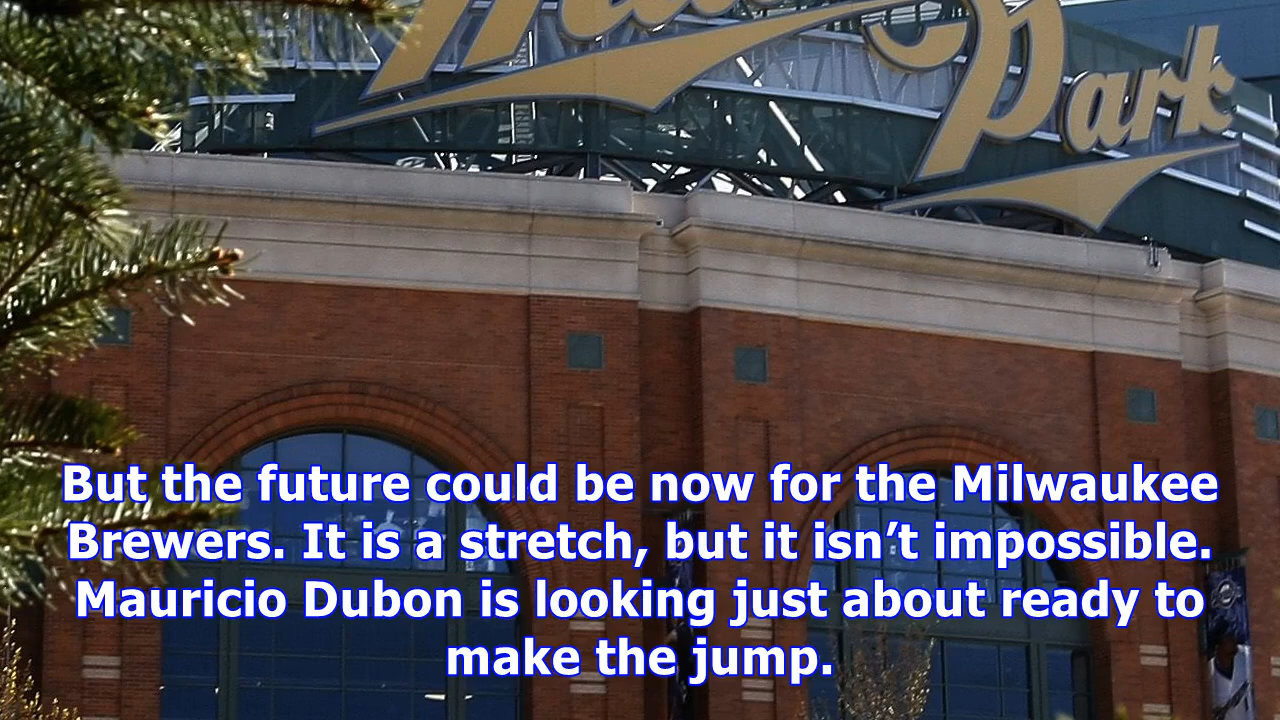 Park
But the future could be now for the Milwaukee
Brewers. It is a stretch, but it isn’t impossible.
Mauricio Dubon is looking just about ready to
make the jump.